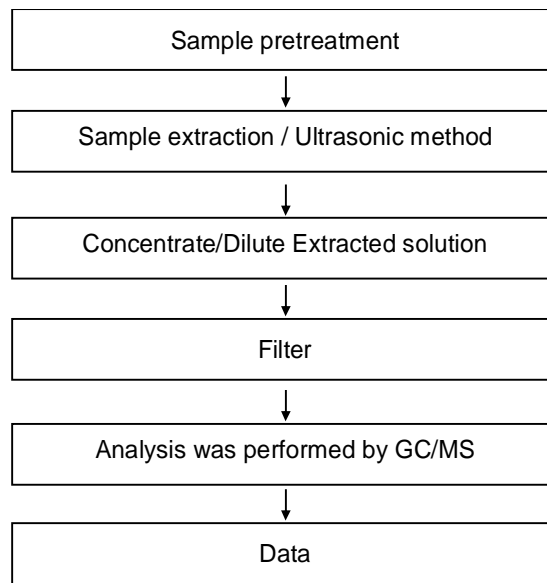 Sample pretreatment
Sample extraction / Ultrasonic method
Concentrate/Dilute Extracted solution
Filter
Analysis was performed by GC/MS
Data